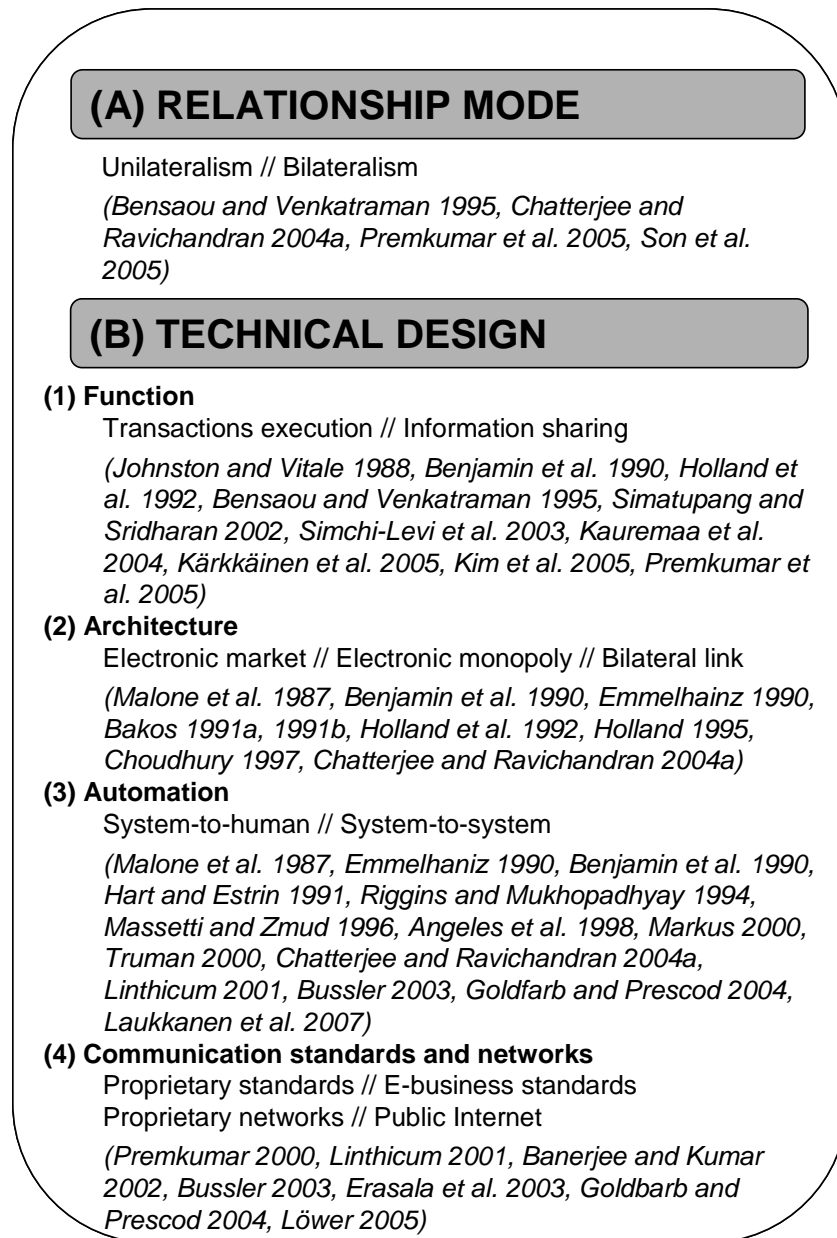 (A) RELATIONSHIP MODE
Unilateralism // Bilateralism
(Bensaou and Venkatraman 1995, Chatterjee and
Ravichandran 2004a, Premkumar et al. 2005, Son et al.
2005)
(B) TECHNICAL DESIGN
(1) Function
Transactions execution // Information sharing
(Johnston and Vitale 1988, Benjamin et al. 1990, Holland et
al. 1992, Bensaou and Venkatraman 1995, Simatupang and
Sridharan 2002, Simchi-Levi et al. 2003, Kauremaa et al.
2004, Kärkkäinen et al. 2005, Kim et al. 2005, Premkumar et
al. 2005)
(2) Architecture
Electronic market // Electronic monopoly // Bilateral link
(Malone et al. 1987, Benjamin et al. 1990, Emmelhainz 1990,
Bakos 1991a, 1991b, Holland et al. 1992, Holland 1995,
Choudhury 1997, Chatterjee and Ravichandran 2004a)
(3) Automation
System-to-human // System-to-system
(Malone et al. 1987, Emmelhaniz 1990, Benjamin et al. 1990,
Hart and Estrin 1991, Riggins and Mukhopadhyay 1994,
Massetti and Zmud 1996, Angeles et al. 1998, Markus 2000,
Truman 2000, Chatterjee and Ravichandran 2004a,
Linthicum 2001, Bussler 2003, Goldfarb and Prescod 2004,
Laukkanen et al. 2007)
(4) Communication standards and networks
Proprietary standards // E-business standards
Proprietary networks // Public Internet
(Premkumar 2000, Linthicum 2001, Banerjee and Kumar
2002, Bussler 2003, Erasala et al. 2003, Goldbarb and
Prescod 2004, Löwer 2005)